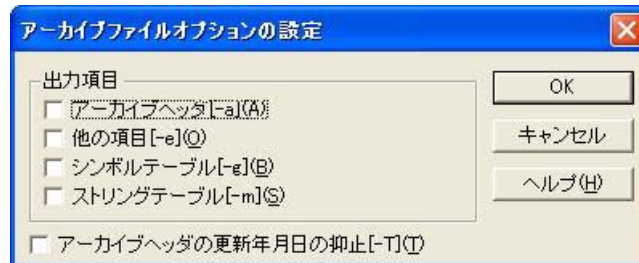 アーカイブファイルオプションの設定
出力項目
アーカイブヘッダ[-a](A)
他の項目[-e](O)
シンボルテーブル[-g](B)
ストリングテーブル[-m](S)
アーカイブヘッダの更新年月日の抑止[-T](T)
OK
キャンセル
ヘルプ(H)